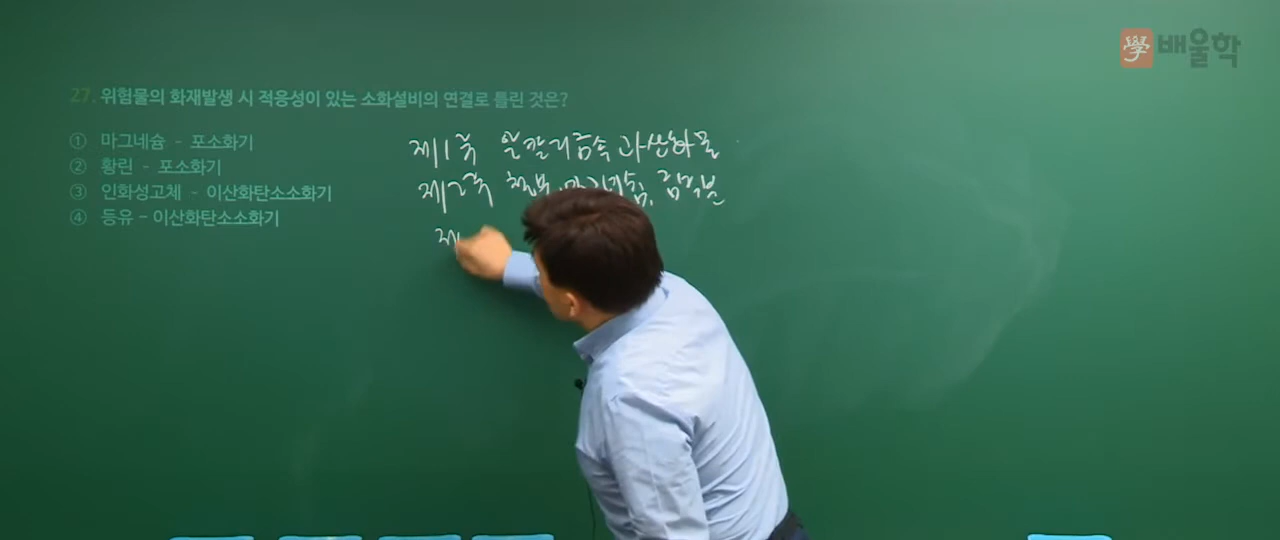 學 배울학
27. 위험물의 화재발생 시 적응성이 있는 소화설비의 연결로 틀린 것은?
① 마그네슘 - 포소화기
② 황린 - 포소화기
③ 인화성고체 - 이산화탄소소화기
④ 등유 - 이산화탄소소화기
제1류 알칼리금속 과산화물
제2류 철분, 마그네슘, 금속분
제